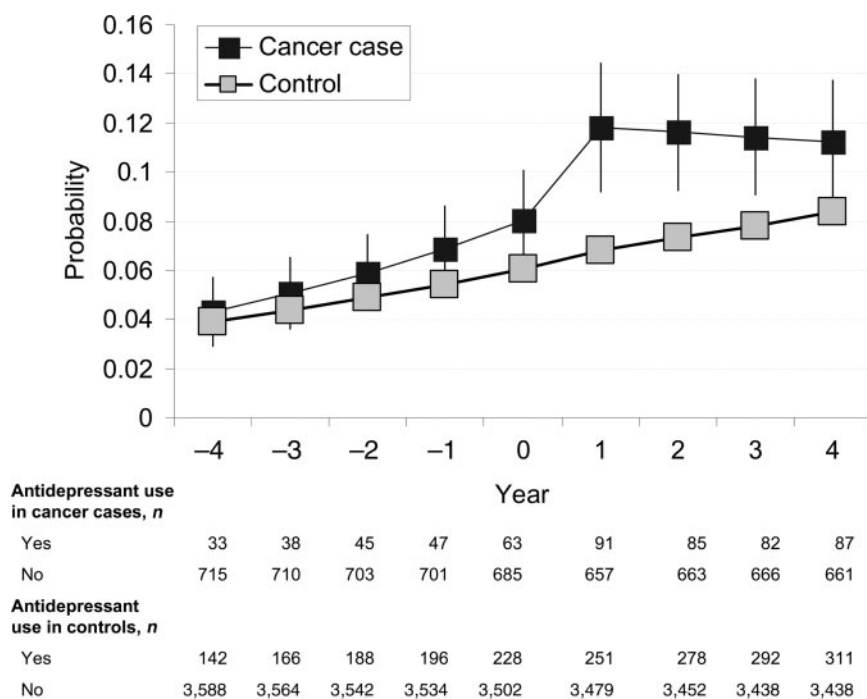 0.16
0.14
0.12
0.1
0.08
0.06
0.04
0.02
0
Probability
Cancer case
Control
–4 –3 –2 –1 0 1 2 3 4
Year
Antidepressant use
in cancer cases, n
Yes 33 38 45 47 63 91 85 82 87
No 715 710 703 701 685 657 663 666 661
Antidepressant
use in controls, n
Yes 142 166 188 196 228 251 278 292 311
No 3,588 3,564 3,542 3,534 3,502 3,479 3,452 3,438 3,438